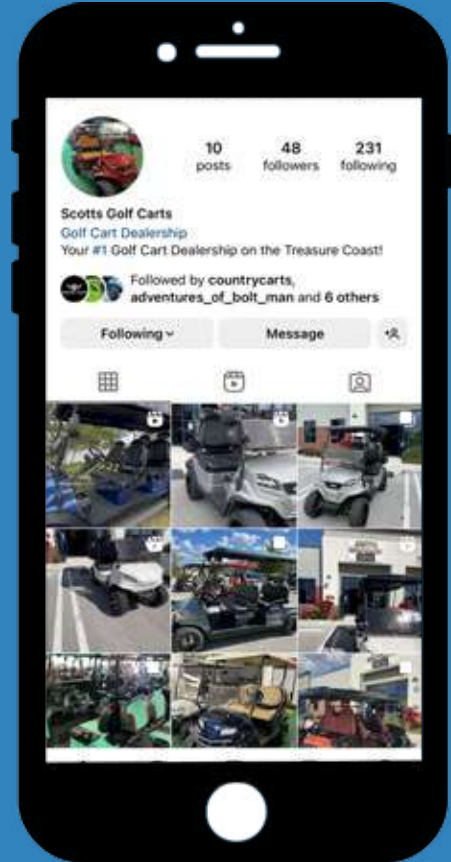 10 48 231
posts followers following
Scotts Golf Carts
Golf Cart Dealership
Your #1 Golf Cart Dealership on the Treasure Coast!
Followed by countrycarts,
adventures_of_bolt_man and 6 others
Following Message